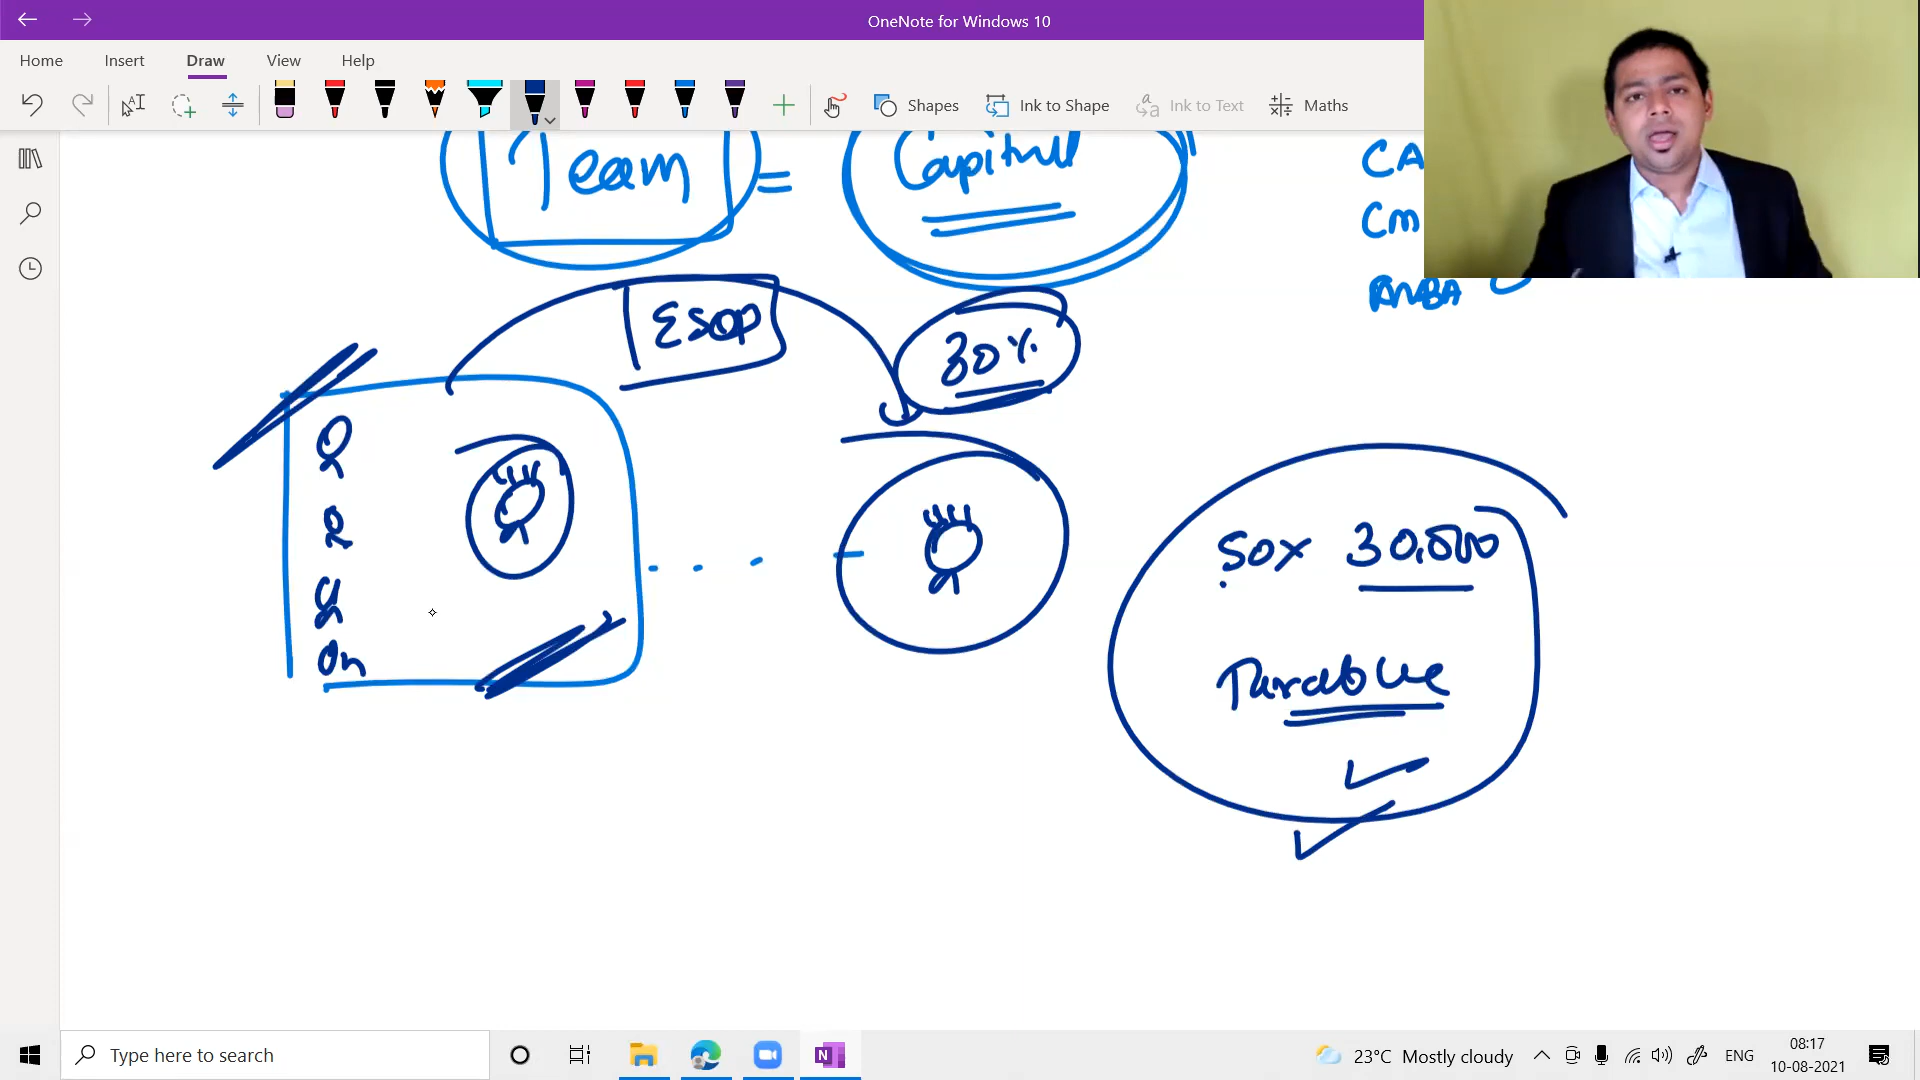 OneNote for Windows 10
Home Insert Draw View Help
Shapes Ink to Shape Ink to Text Maths
Team = Capital
CA
CM
ESOP
30%
50x 30,000
Type here to search
23°C Mostly cloudy
ENG
08:17
10-08-2021